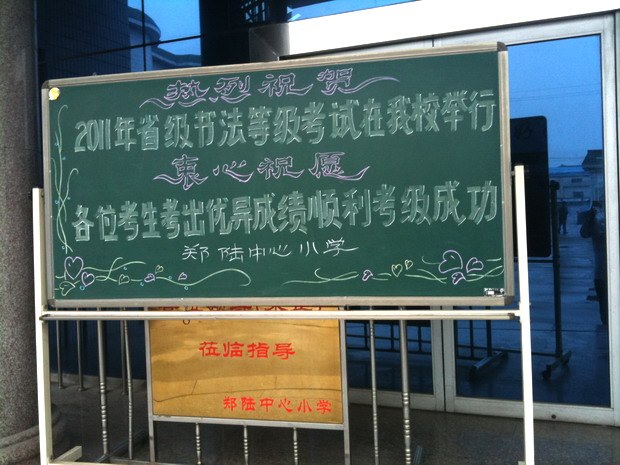 热烈祝贺
2011年省级书法等级考试在我校举行
衷心祝愿
各位考生考出优异成绩顺利考级成功
郑陆中心小学
莅临指导
郑陆中心小学